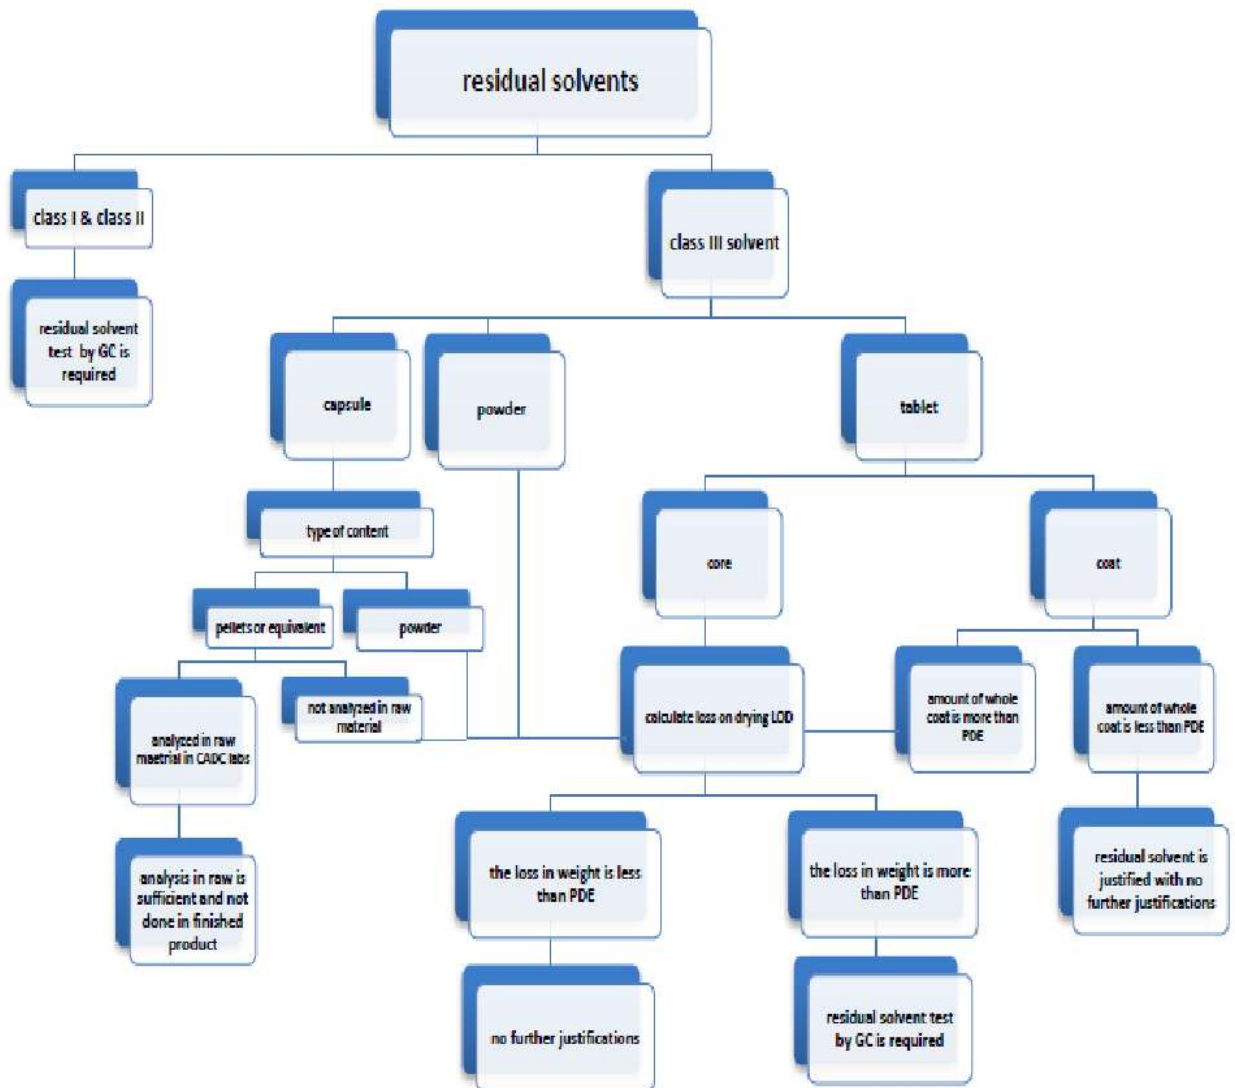 residual solvents
class I & class II
class III solvent
residual solvent
test by GC is
required
capsule
powder
tablet
type of content
core
coat
pellets or equivalent
powder
analyzed in raw
maetrial in CADC labs
not analyzed in raw
material
calculate loss on drying LOD
amount of whole
coat is more than
PDE
amount of whole
coat is less than PDE
analysis in raw is
sufficient and not
done in finished
product
the loss in weight is less
than PDE
the loss in weight is more
than PDE
residual solvent is
justified with no
further justifications
no further justifications
residual solvent test
by GC is required